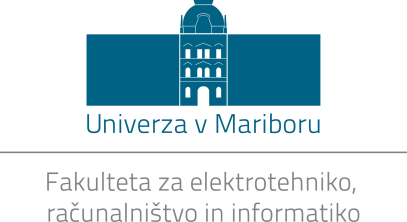 Univerza v Mariboru
Fakulteta za elektrotehniko,
računalništvo in informatiko